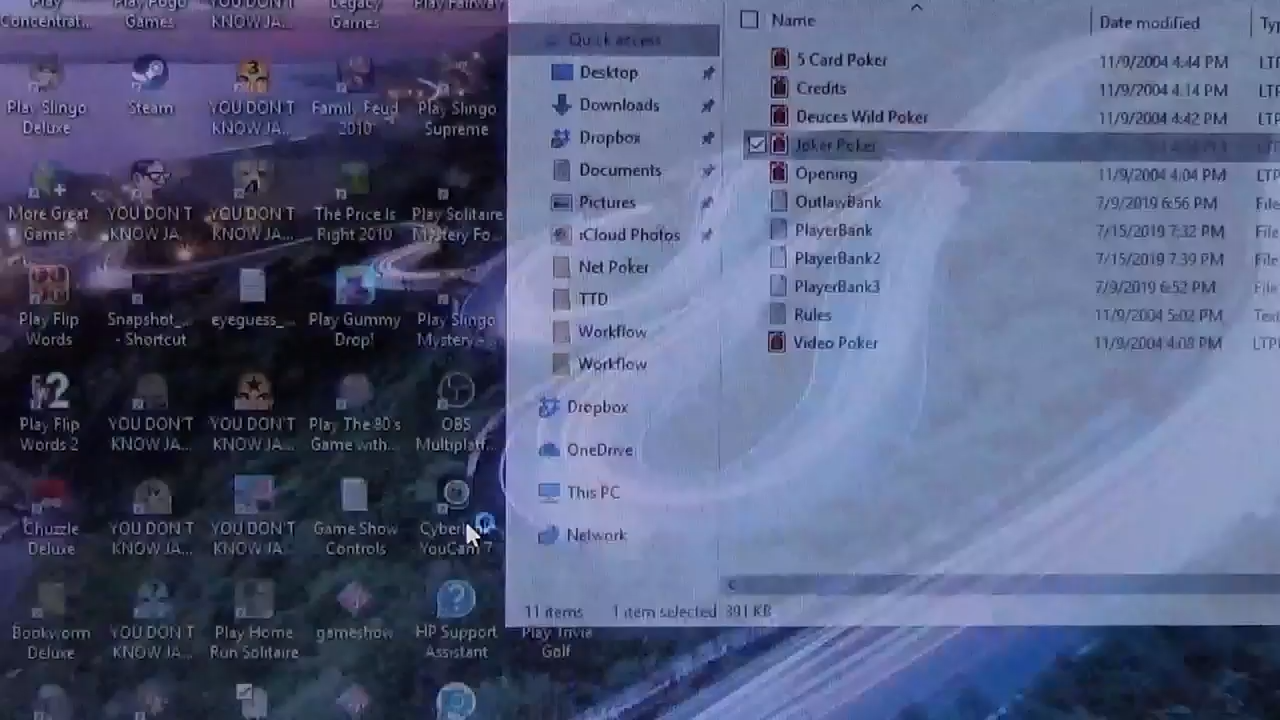 Play
Concentrat...
Play Pogo
Games
YOU DON'T
KNOW JA...
Legacy
Games
Play Fairway
Play Slingo
Deluxe
Steam
YOU DON'T
KNOW JA...
Family Feud
2010
Play Slingo
Supreme
More Great
Games
YOU DON'T
KNOW JA...
YOU DON'T
KNOW JA...
The Price Is
Right 2010
Play Solitaire
Mystery Fo...
Play Flip
Words
Snapshot_...
- Shortcut
eyeguess_...
Play Gummy
Drop!
Play Slingo
Mystery -...
Play Flip
Words 2
YOU DON'T
KNOW JA...
YOU DON'T
KNOW JA...
Play The 80's
Game with...
OBS
Multiplatf...
Chuzzle
Deluxe
YOU DON'T
KNOW JA...
YOU DON'T
KNOW JA...
Game Show
Controls
CyberLink
YouCam 7
Bookworm
Deluxe
YOU DON'T
KNOW JA...
Play Home
Run Solitaire
gameshow
HP Support
Assistant
Play Trivia
Golf
Quick access
Desktop
Downloads
Dropbox
Documents
Pictures
iCloud Photos
Net Poker
TTD
Workflow
Workflow
Dropbox
OneDrive
This PC
Network
Name Date modified Typ
5 Card Poker 11/9/2004 4:44 PM LTP
Credits 11/9/2004 4:14 PM LTP
Deuces Wild Poker 11/9/2004 4:42 PM LTP
Joker Poker
Opening 11/9/2004 4:04 PM LTP
OutlawBank 7/9/2019 6:56 PM File
PlayerBank 7/15/2019 7:32 PM File
PlayerBank2 7/15/2019 7:39 PM File
PlayerBank3 7/9/2019 6:52 PM File
Rules 11/9/2004 5:02 PM Text
Video Poker 11/9/2004 4:08 PM LTP
11 items 1 item selected 391 KB